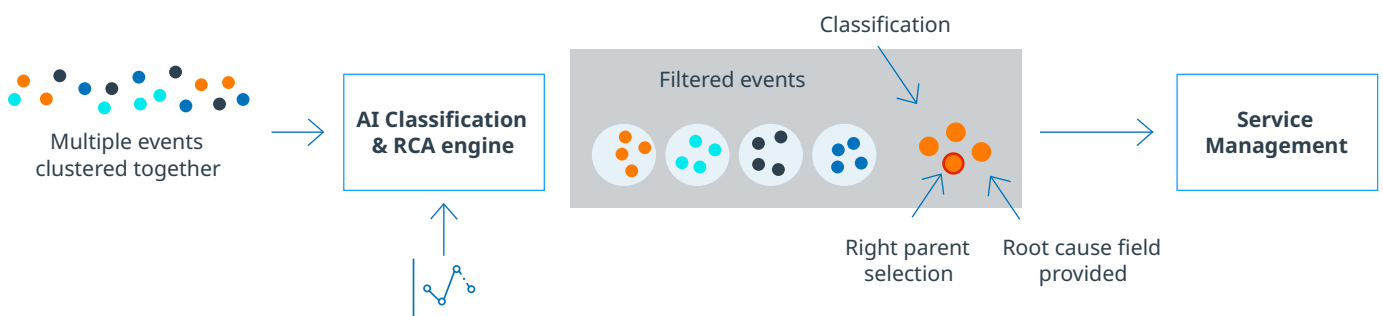 Multiple events
clustered together
AI Classification
& RCA engine
Classification
Filtered events
Right parent
selection
Root cause field
provided
Service
Management